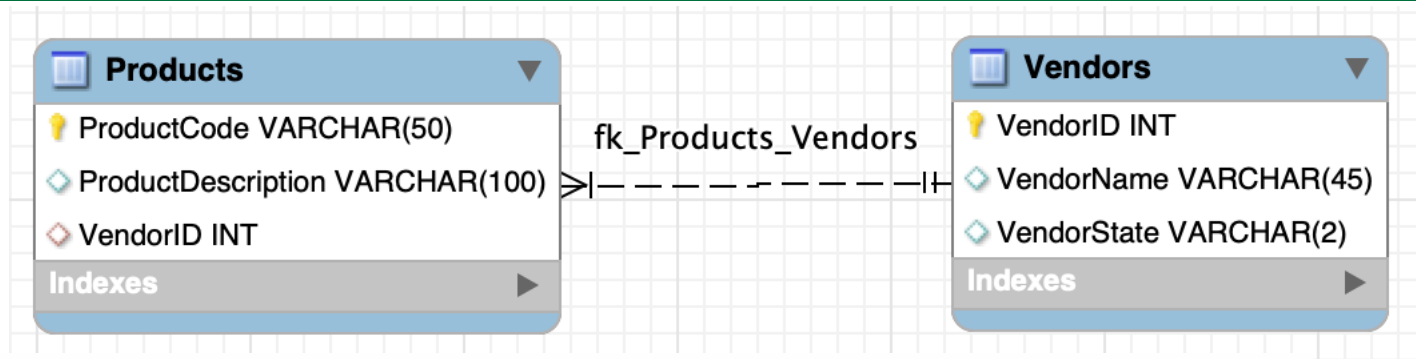 Products
ProductCode VARCHAR(50)
ProductDescription VARCHAR(100)
VendorID INT
Indexes
fk_Products_Vendors
Vendors
VendorID INT
VendorName VARCHAR(45)
VendorState VARCHAR(2)
Indexes